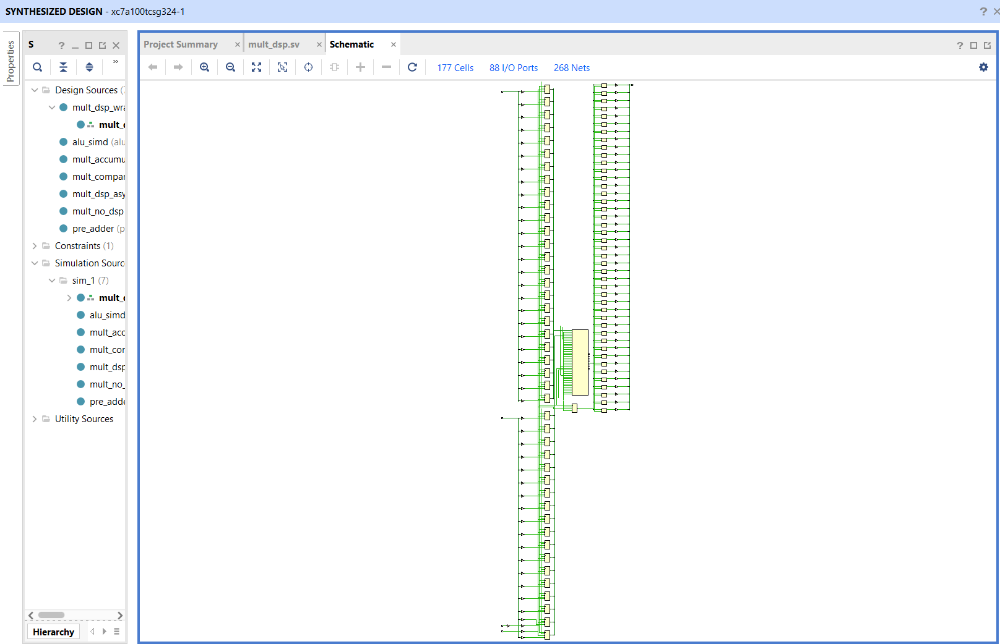 SYNTHESIZED DESIGN - xc7a100tcsg324-1
Properties
S
Project Summary
mult_dsp.sv
Schematic
177 Cells
88 I/O Ports
268 Nets
Design Sources
mult_dsp_wra
mult_
alu_simd (alu
mult_accumu
mult_compar
mult_dsp_asy
mult_no_dsp
pre_adder (p
Constraints (1)
Simulation Sourc
sim_1 (7)
mult_
alu_simd
mult_acc
mult_cor
mult_dsp
mult_no_
pre_adde
Utility Sources
Hierarchy